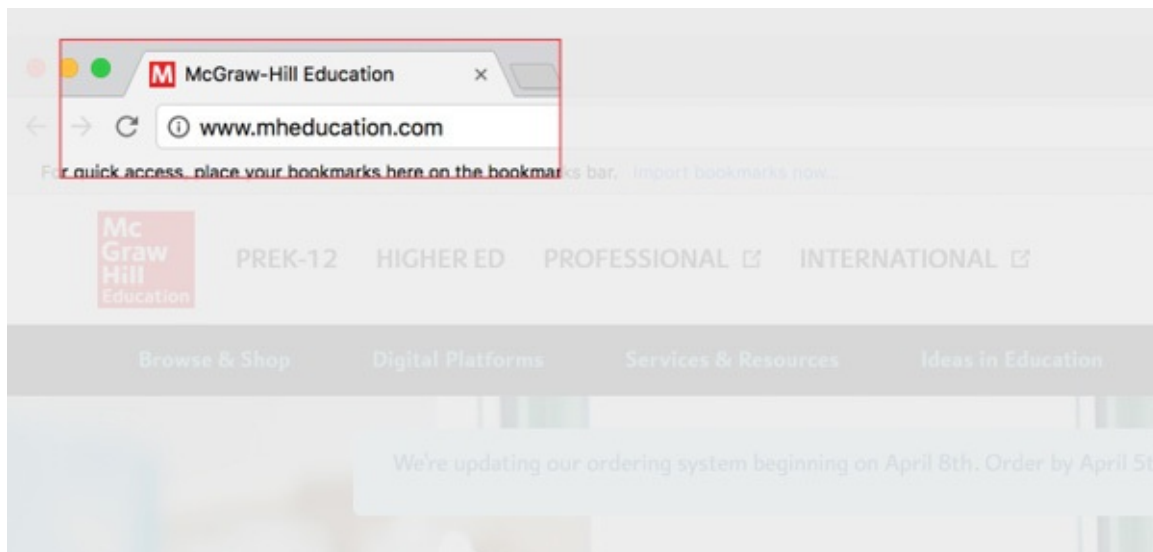 M McGraw-Hill Education ×
www.mheducation.com
For quick access, place your bookmarks here on the bookmarks bar. Import bookmarks now...
Mc
Graw
Hill
Education
PREK-12 HIGHER ED PROFESSIONAL INTERNATIONAL
Browse & Shop Digital Platforms Services & Resources Ideas in Education
We're updating our ordering system beginning on April 8th. Order by April 5t